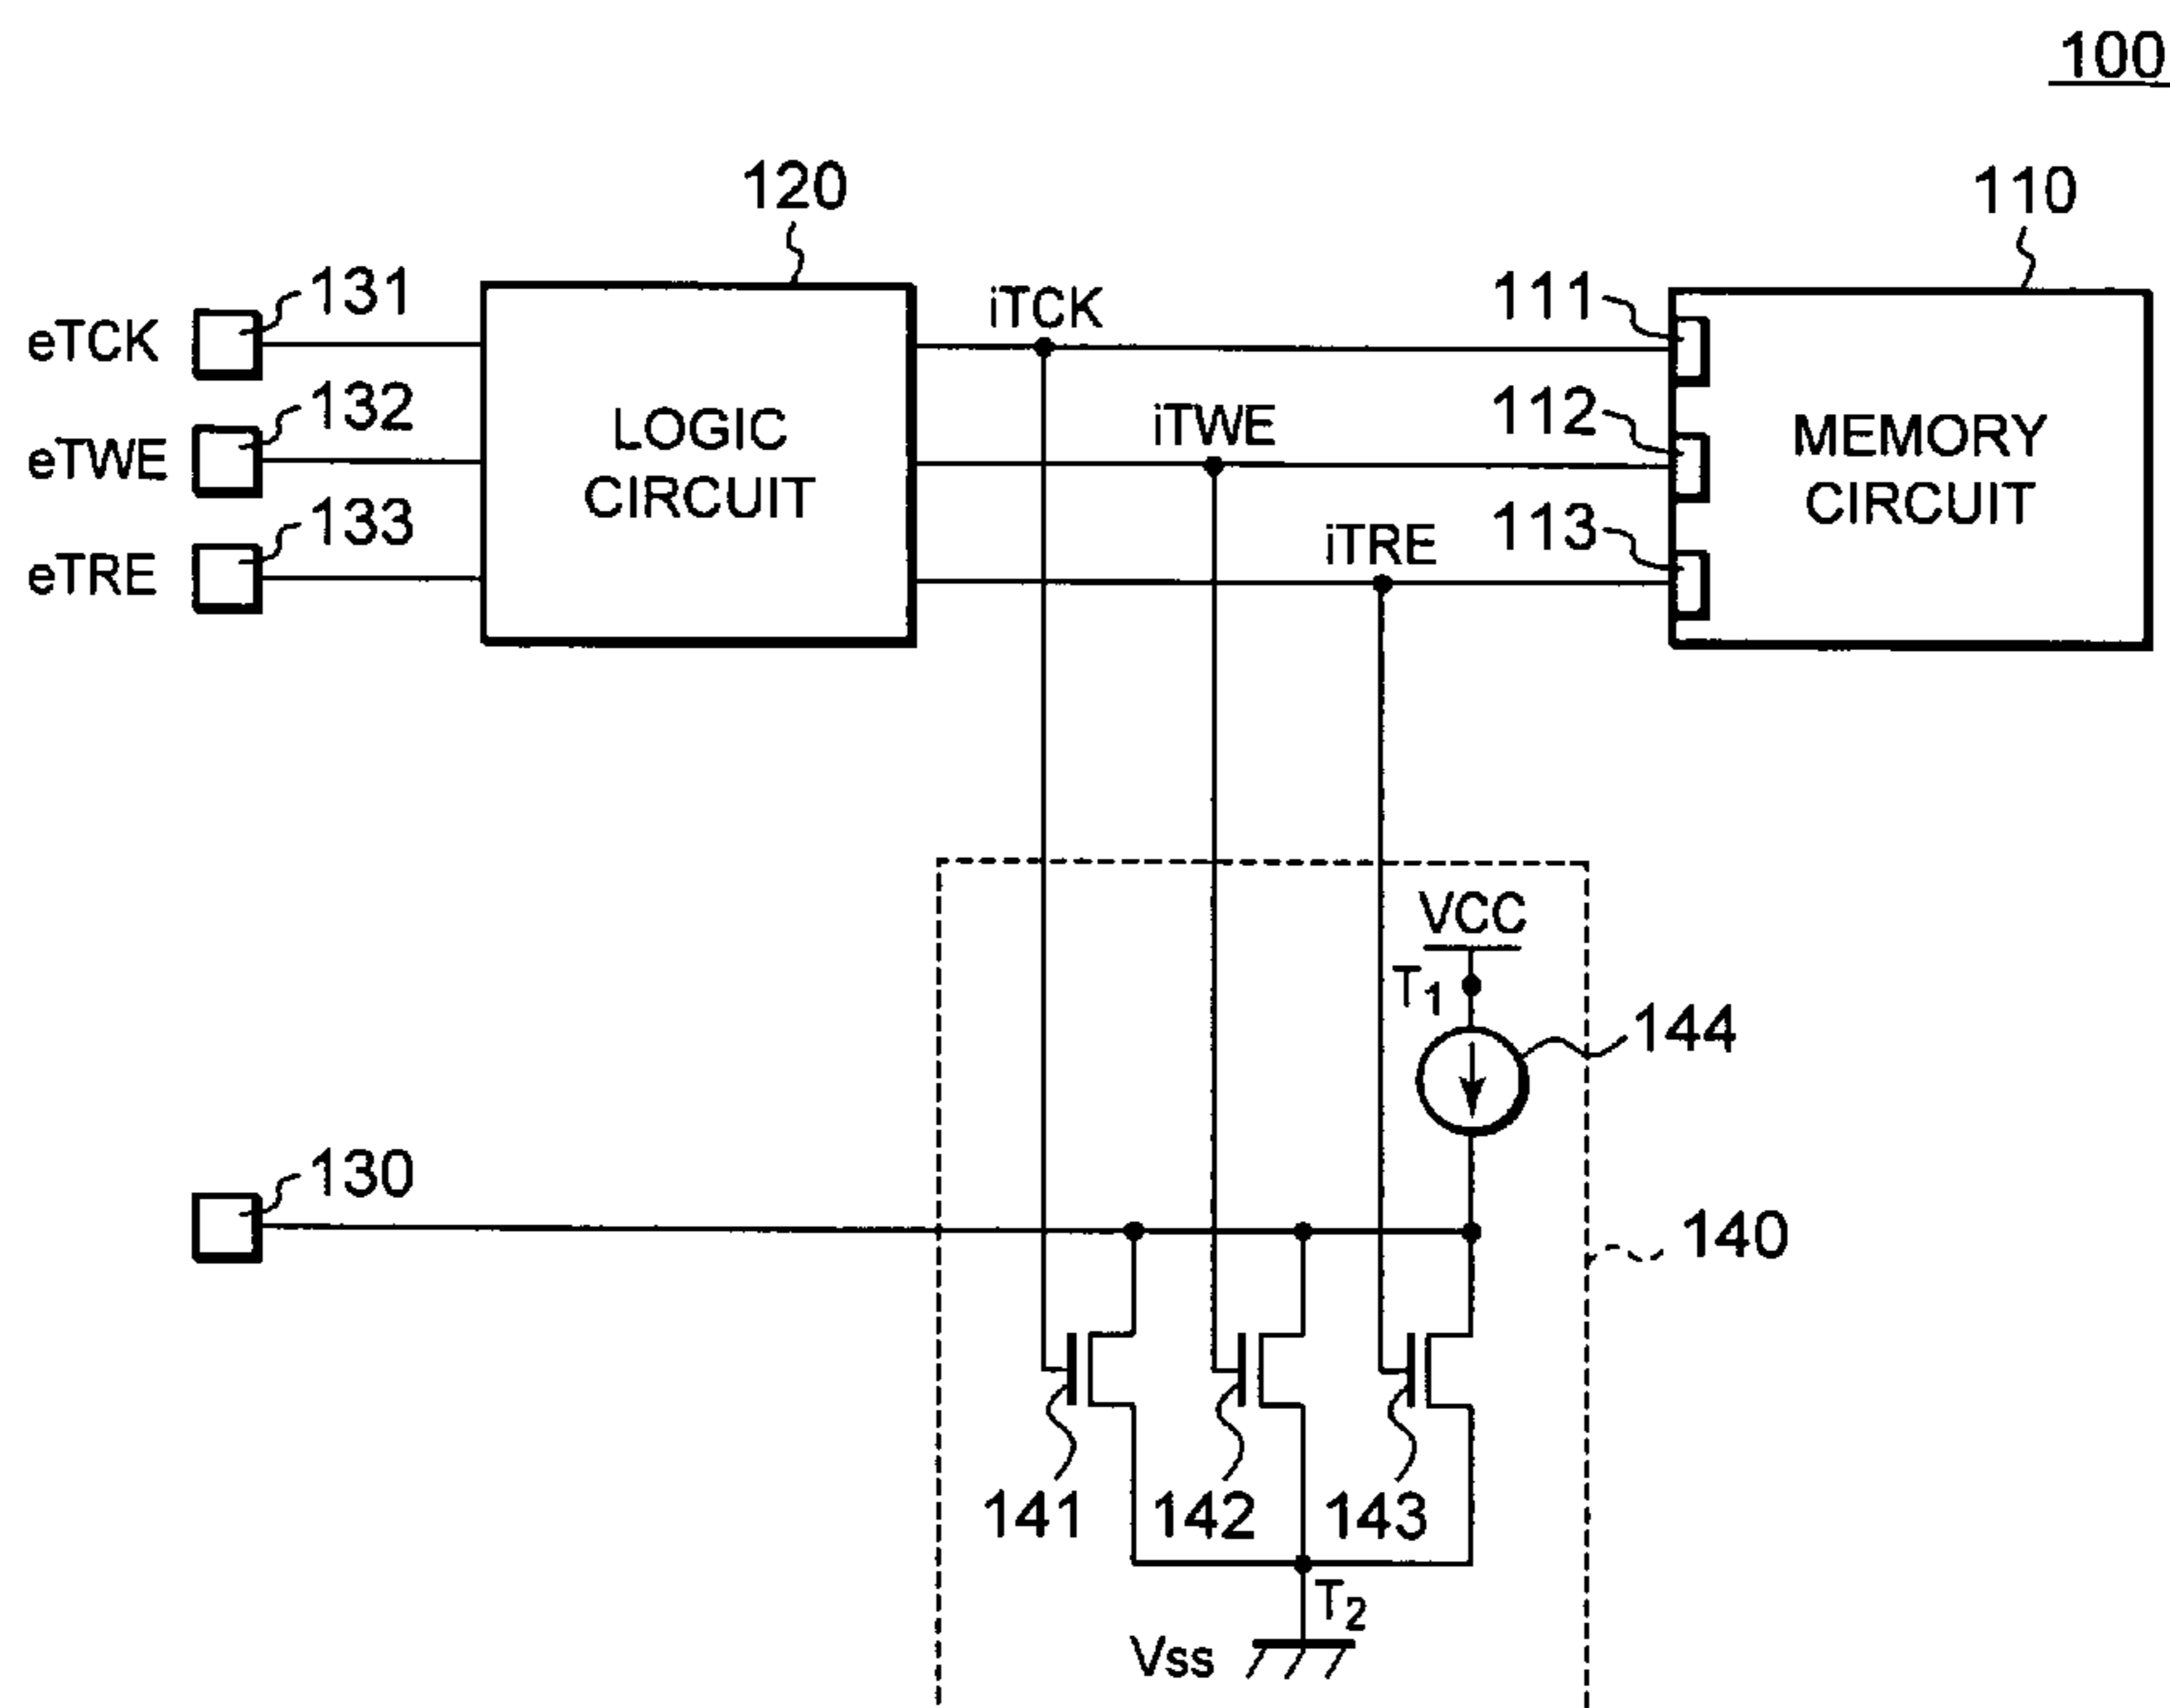 100
120
110
131
eTCK
iTCK
111
132
eTWE
LOGIC
CIRCUIT
iTWE
112
MEMORY
CIRCUIT
133
eTRE
iTRE
113
VCC
T1
144
130
140
141
142
143
T2
Vss